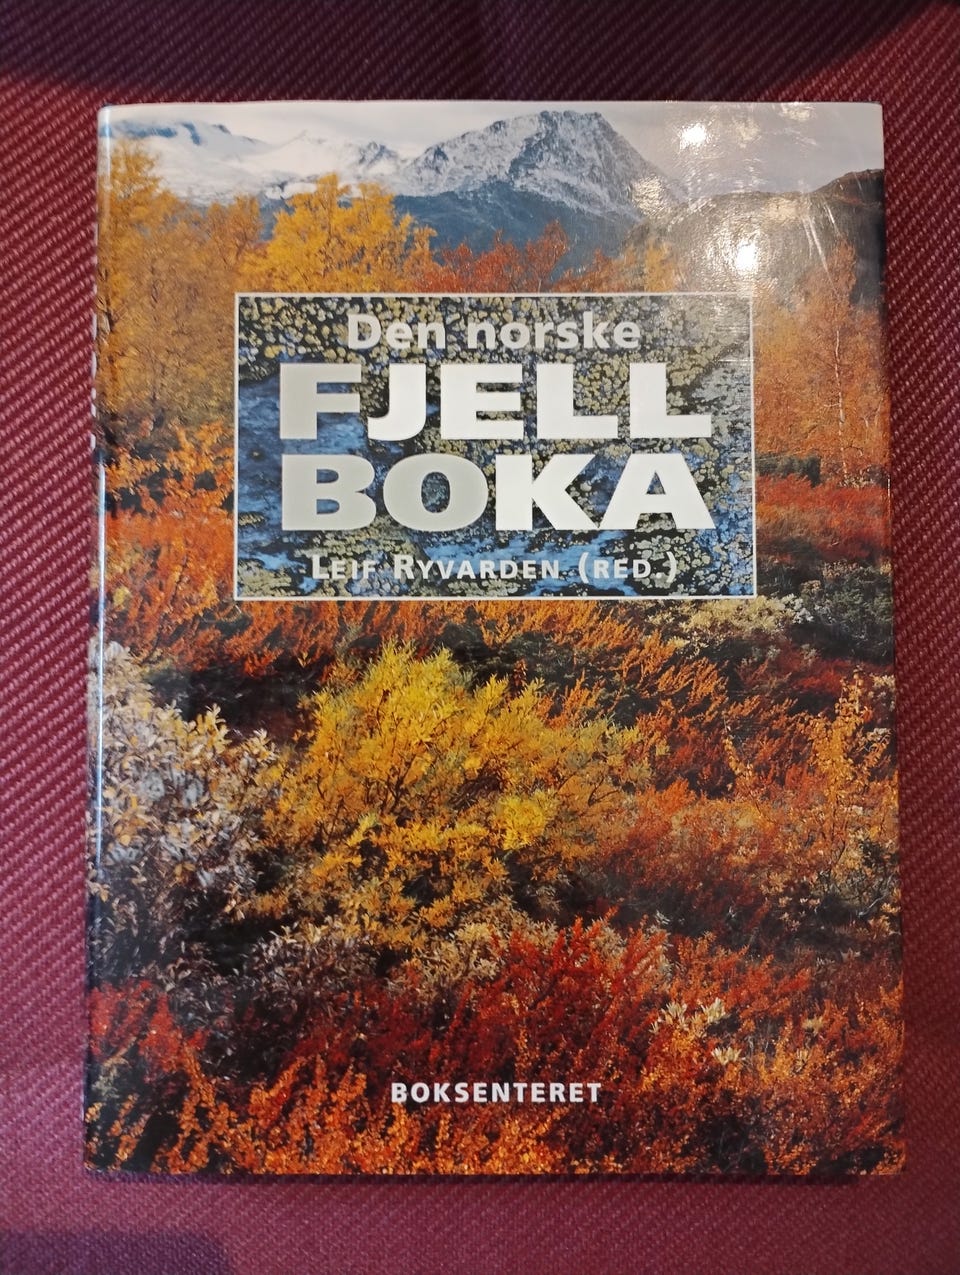 Den norske
FJELL
BOKA
LEIF RYVARDEN (RED.)
BOKSENTERET